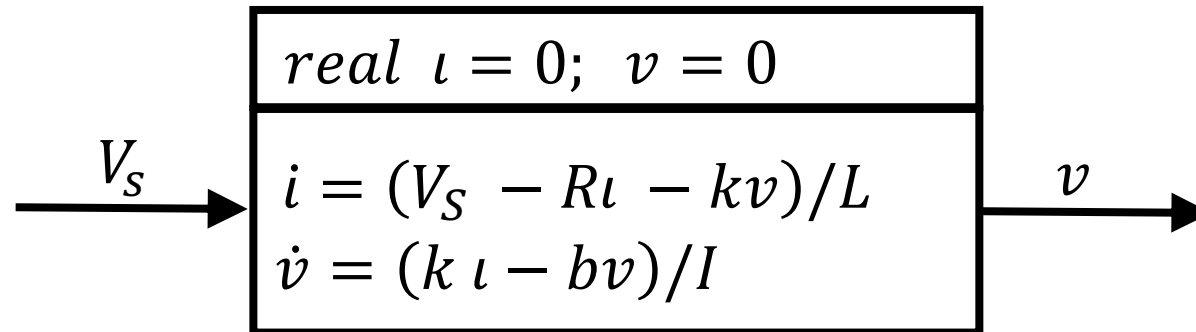 real ι = 0; v = 0
V_s
i = (V_S − Rι − kv)/L
v
v̇ = (k ι − bv)/I